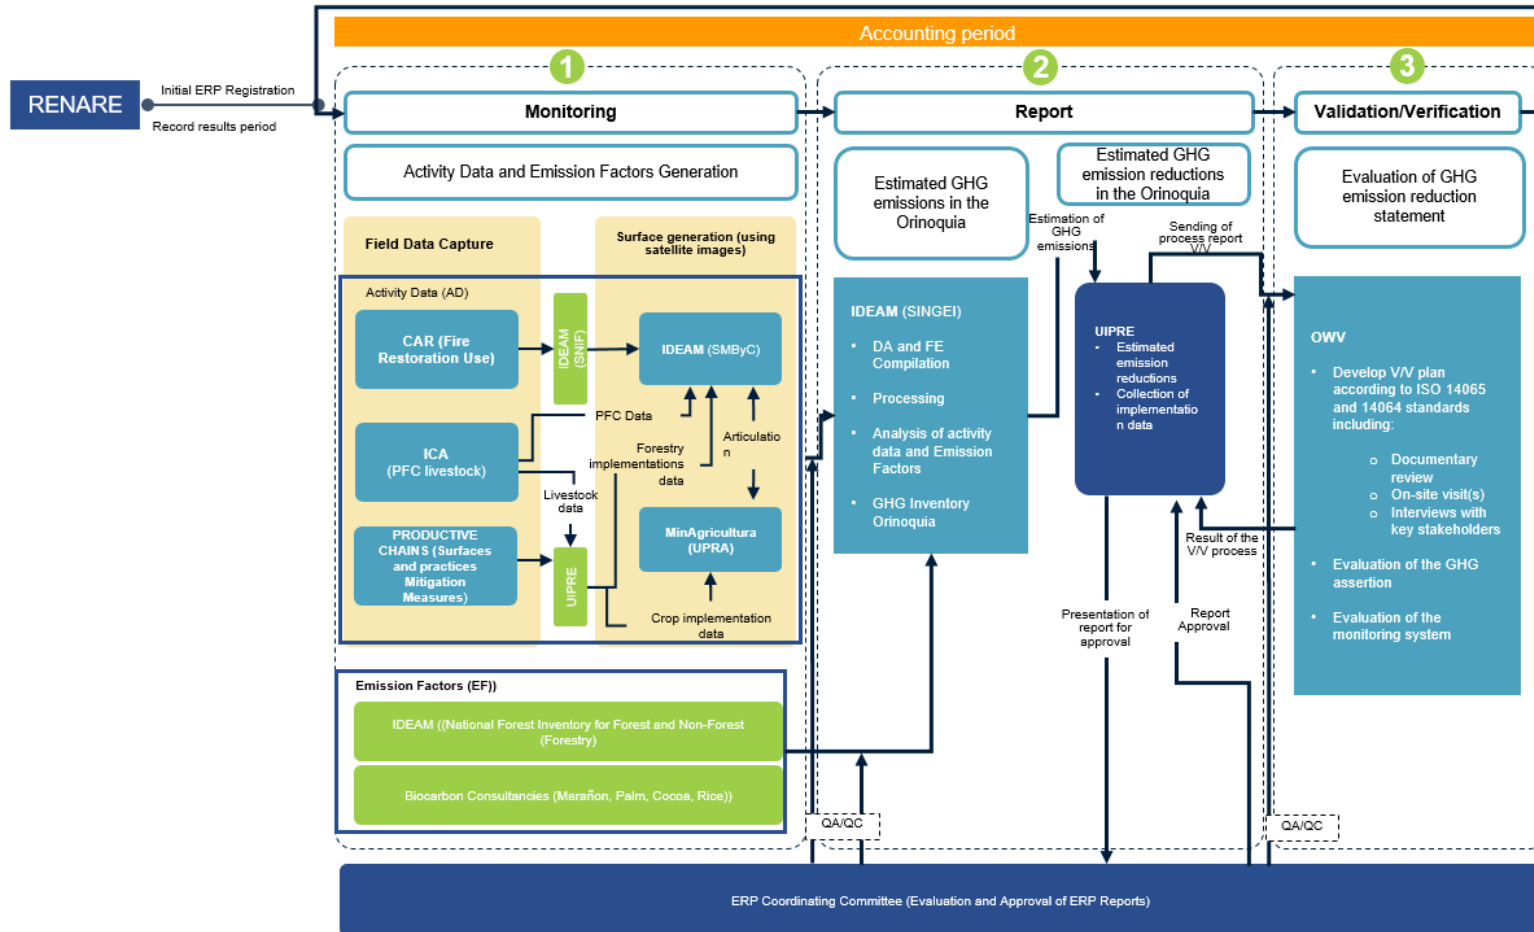 Accounting period
1
2
3
RENARE
Initial ERP Registration
Record results period
Monitoring
Report
Validation/Verification
Activity Data and Emission Factors Generation
Estimated GHG
emissions in the
Orinoquia
Estimated GHG
emission reductions
in the Orinoquia
Evaluation of GHG
emission reduction
statement
Field Data Capture
Surface generation (using
satellite images)
Estimation of
GHG
emissions
Sending of
process report
V/V
Activity Data (AD)
CAR (Fire
Restoration Use)
IDEAM
(SNIF)
IDEAM (SMByC)
PFC Data
ICA
(PFC livestock)
Forestry
implementations
data
Articulatio
n
Livestock
data
PRODUCTIVE
CHAINS (Surfaces
and practices
Mitigation
Measures)
UIPRE
MinAgricultura
(UPRA)
Crop implementation
data
IDEAM (SINGEI)
• DA and FE
Compilation
• Processing
• Analysis of activity
data and Emission
Factors
• GHG Inventory
Orinoquia
UIPRE
• Estimated
emission
reductions
• Collection of
implementatio
n data
OWV
• Develop V/V plan
according to ISO 14065
and 14064 standards
including:
o Documentary
review
o On-site visit(s)
o Interviews with
key stakeholders
• Evaluation of the GHG
assertion
• Evaluation of the
monitoring system
Result of the
V/V process
Presentation of
report for
approval
Report
Approval
Emission Factors (EF))
IDEAM ((National Forest Inventory for Forest and Non-Forest
(Forestry)
Biocarbon Consultancies (Marañon, Palm, Cocoa, Rice))
QA/QC
QA/QC
ERP Coordinating Committee (Evaluation and Approval of ERP Reports)